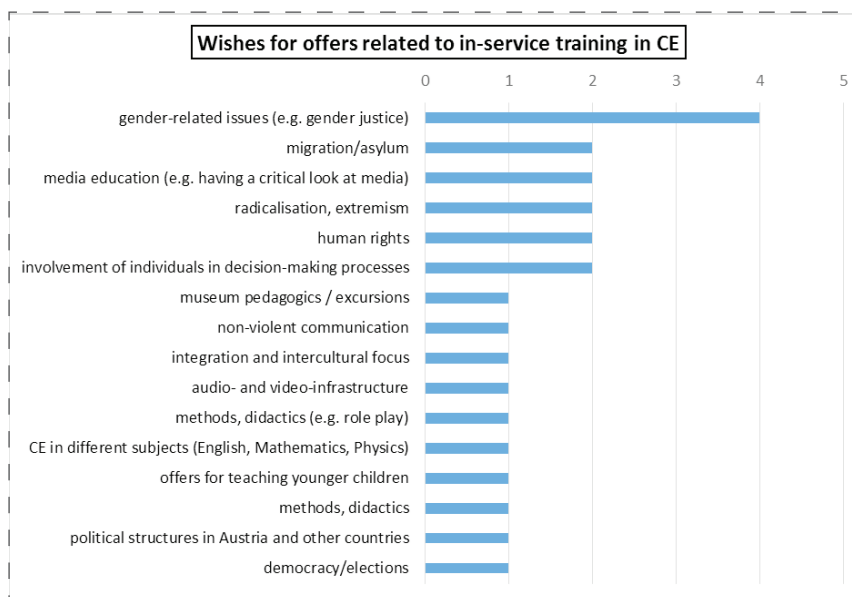 Wishes for offers related to in-service training in CE
0 1 2 3 4 5
gender-related issues (e.g. gender justice)
migration/asylum
media education (e.g. having a critical look at media)
radicalisation, extremism
human rights
involvement of individuals in decision-making processes
museum pedagogics / excursions
non-violent communication
integration and intercultural focus
audio- and video-infrastructure
methods, didactics (e.g. role play)
CE in different subjects (English, Mathematics, Physics)
offers for teaching younger children
methods, didactics
political structures in Austria and other countries
democracy/elections